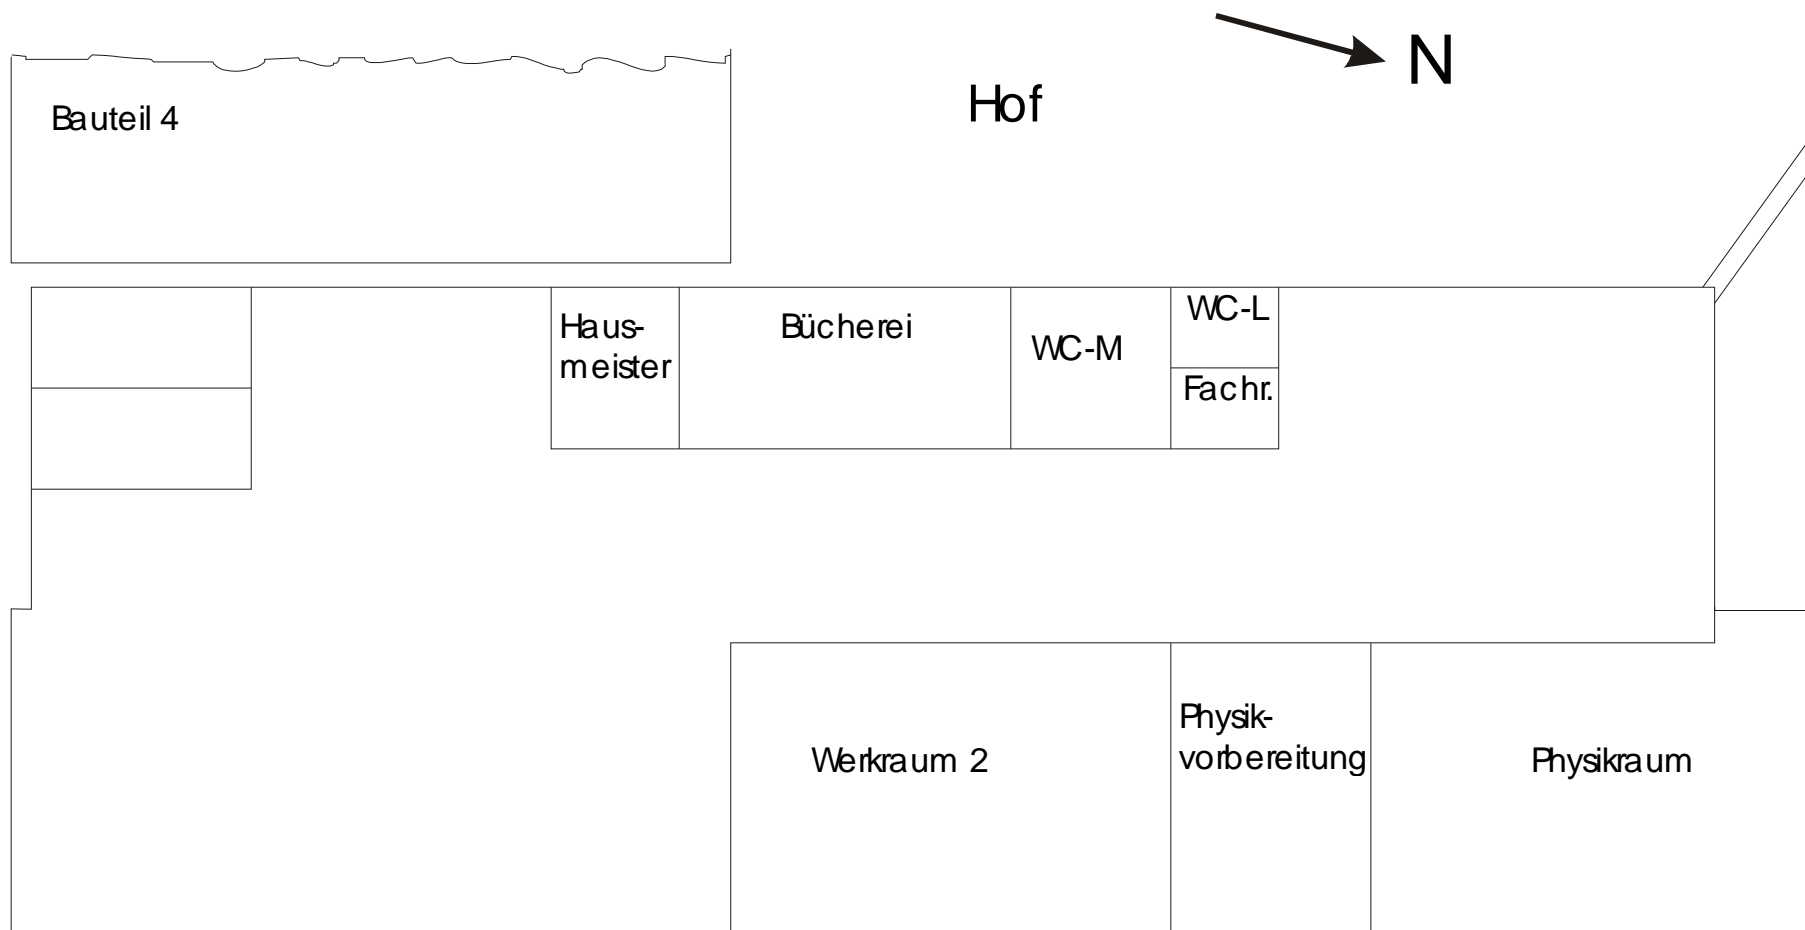 N
Hof
Bauteil 4
Haus-
meister
Bücherei
WC-M
WC-L
Fachr.
Werkraum 2
Physik-
vorbereitung
Physikraum